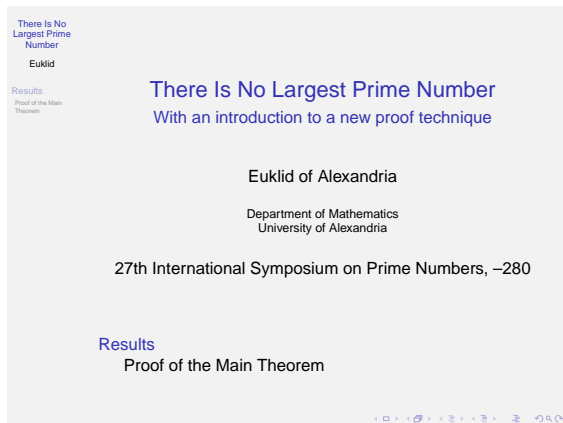 There Is No
Largest Prime
Number
Euklid
Results
Proof of the Main
Theorem
There Is No Largest Prime Number
With an introduction to a new proof technique
Euklid of Alexandria
Department of Mathematics
University of Alexandria
27th International Symposium on Prime Numbers, –280
Results
Proof of the Main Theorem